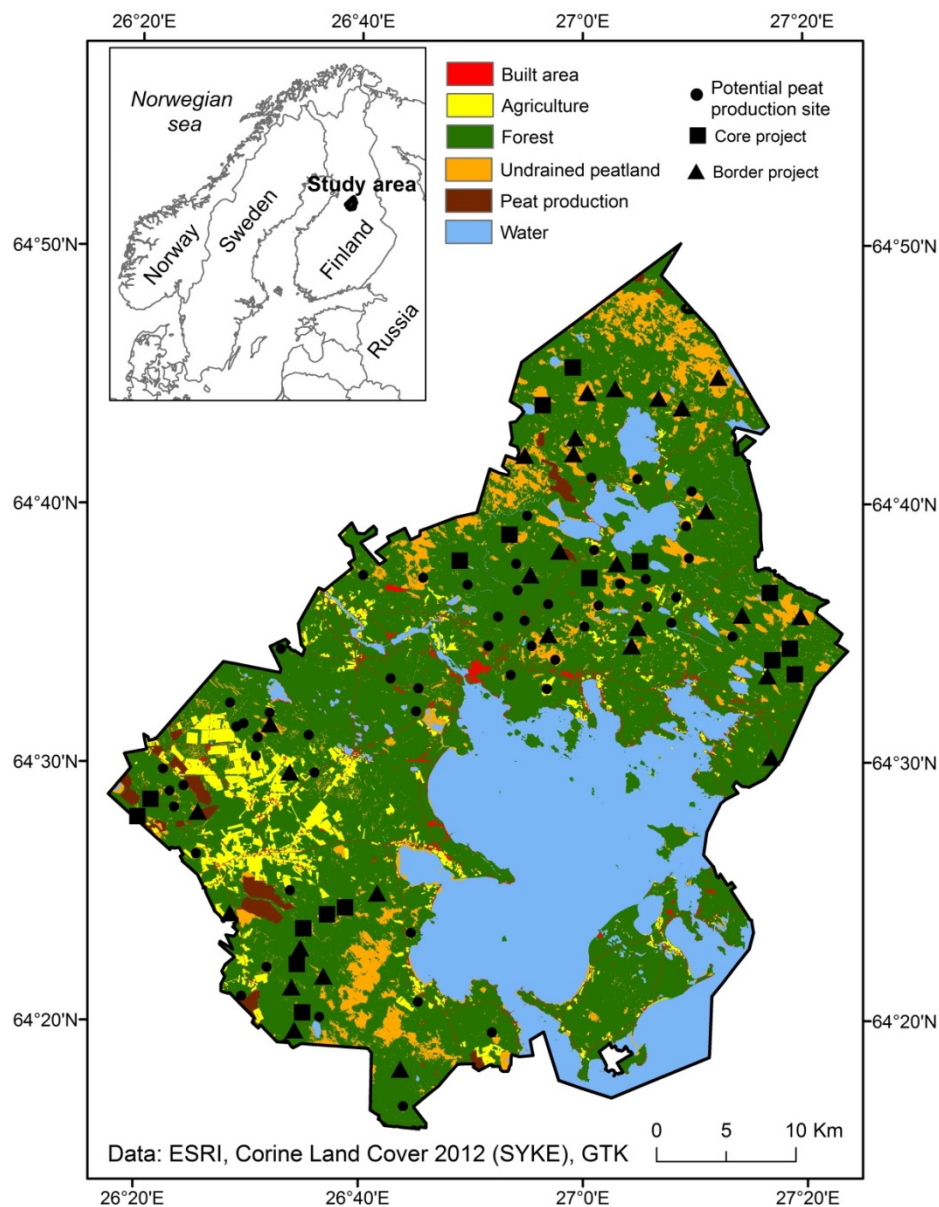 26°20'E 26°40'E 27°0'E 27°20'E
Norwegian
sea
Study area
Norway
Sweden
Finland
Russia
Built area
Agriculture
Forest
Undrained peatland
Peat production
Water
Potential peat
production site
Core project
Border project
64°50'N 64°50'N
64°40'N 64°40'N
64°30'N 64°30'N
64°20'N 64°20'N
0 5 10 Km
Data: ESRI, Corine Land Cover 2012 (SYKE), GTK
26°20'E 26°40'E 27°0'E 27°20'E